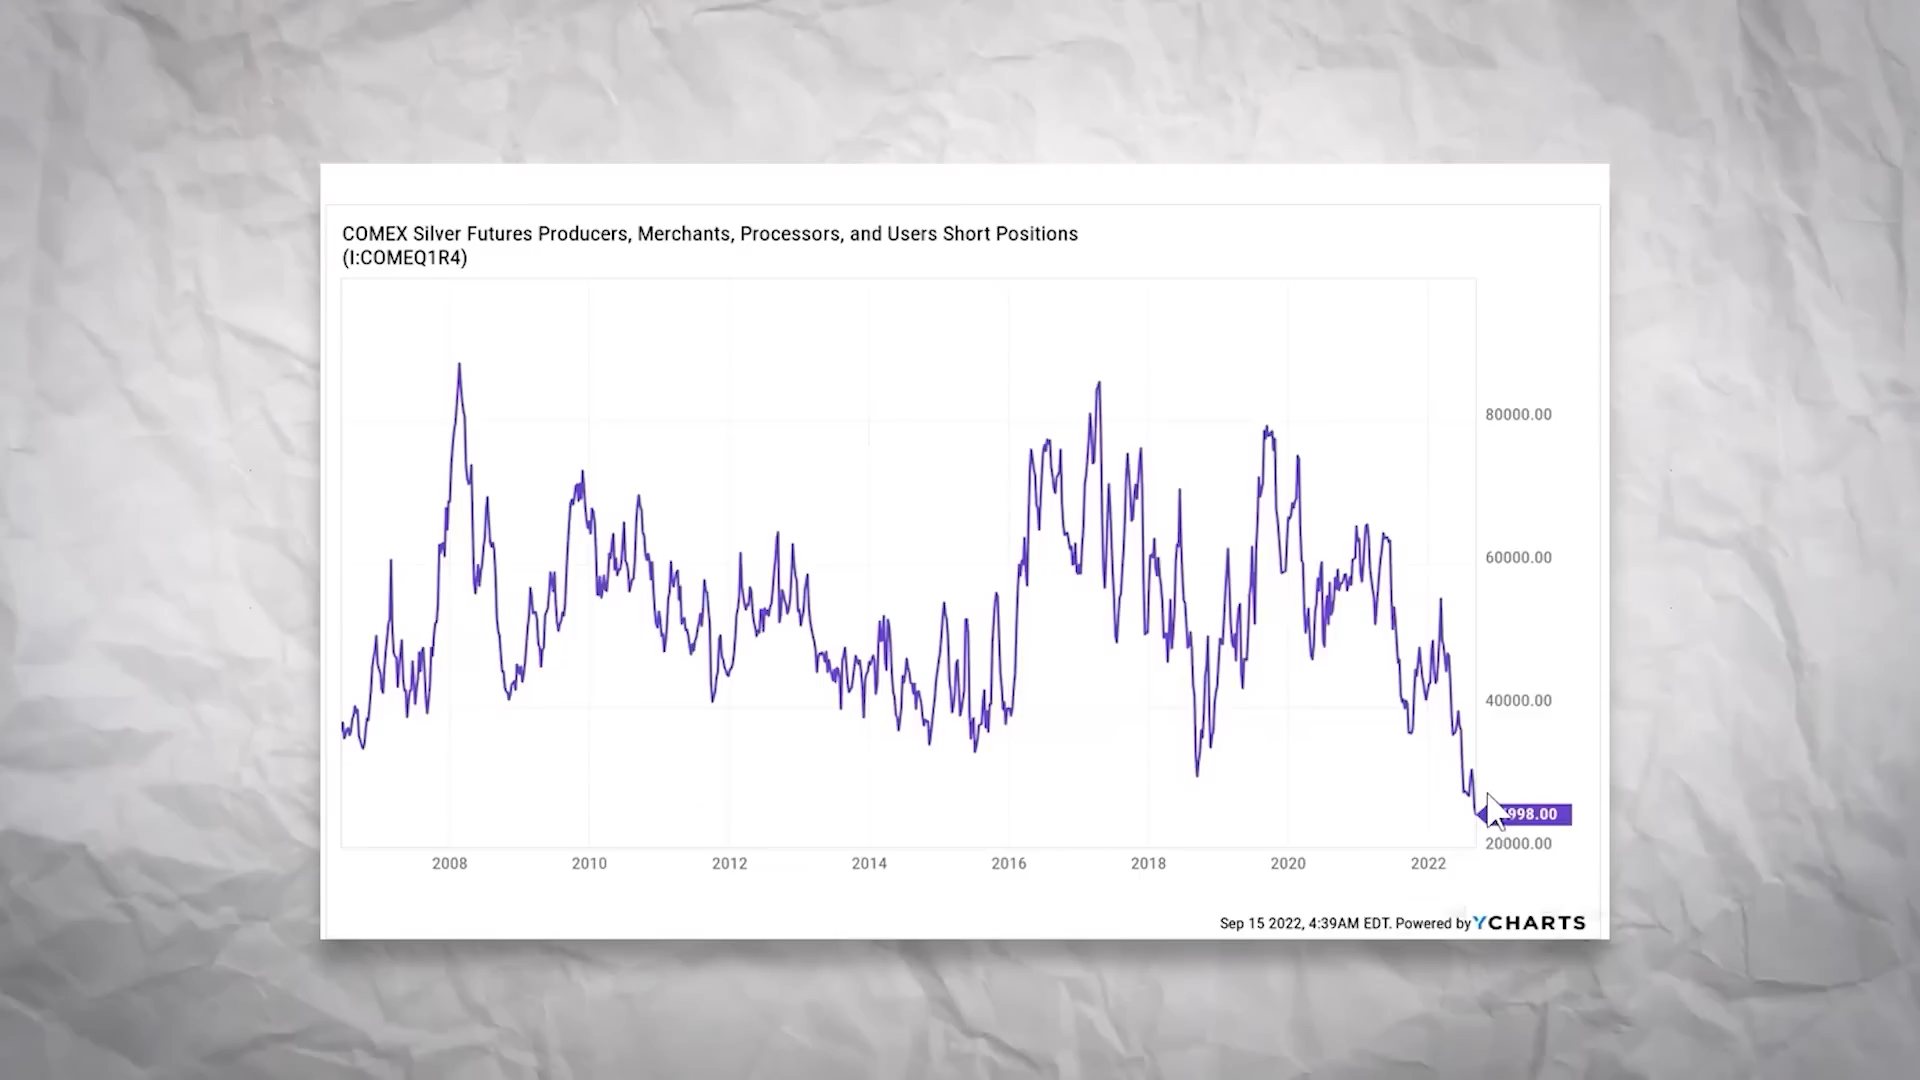 COMEX Silver Futures Producers, Merchants, Processors, and Users Short Positions
(I:COMEQ1R4)
80000.00
60000.00
40000.00
998.00
20000.00
2008 2010 2012 2014 2016 2018 2020 2022
Sep 15 2022, 4:39AM EDT. Powered by YCHARTS